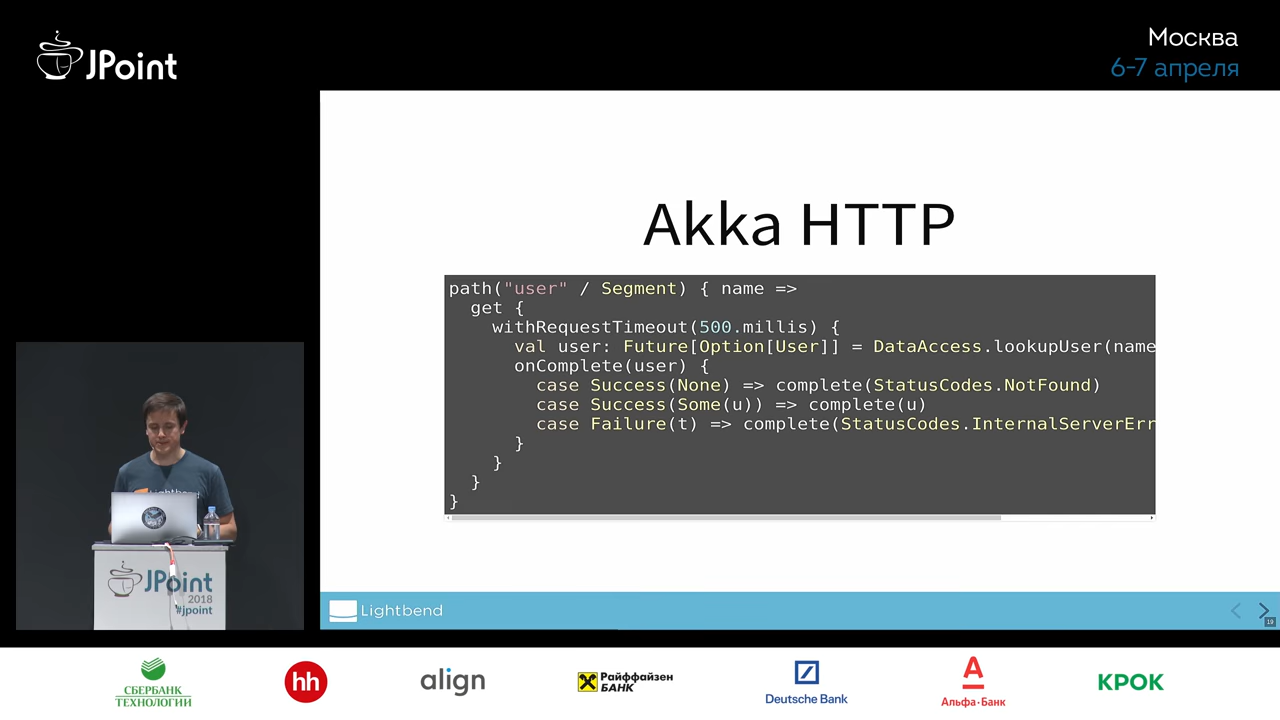 JPoint
Москва
6-7 апреля
Akka HTTP
path("user" / Segment) { name =>
get {
withRequestTimeout(500.millis) {
val user: Future[Option[User]] = DataAccess.lookupUser(name
onComplete(user) {
case Success(None) => complete(StatusCodes.NotFound)
case Success(Some(u)) => complete(u)
case Failure(t) => complete(StatusCodes.InternalServerErr
}
}
}
}
Lightbend
JPoint
2018
#jpoint
Lightbend
19
СБЕРБАНК
ТЕХНОЛОГИИ
hh
align
Райффайзен
БАНК
Deutsche Bank
А
Альфа·Банк
КРОК